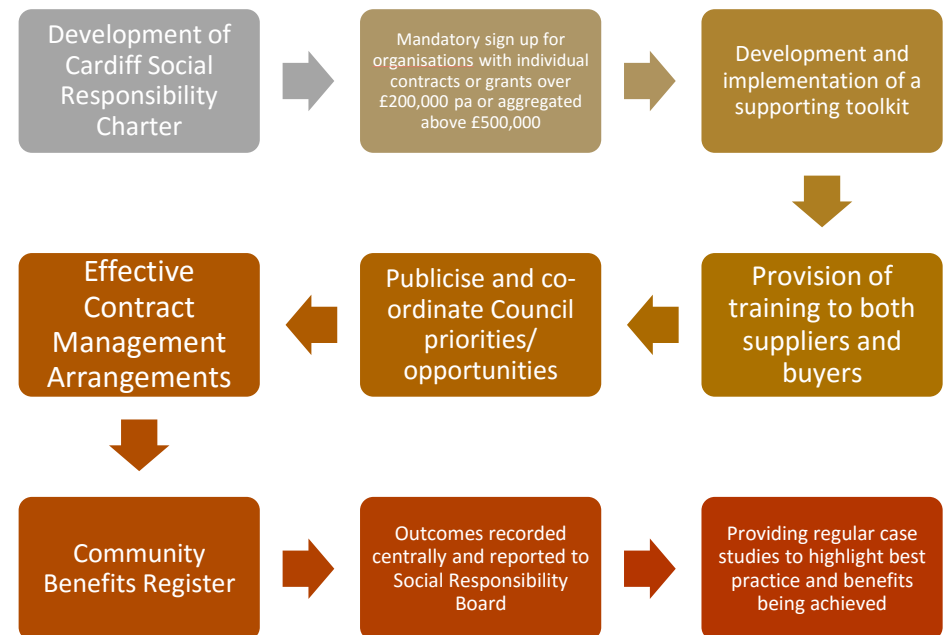 Development of
Cardiff Social
Responsibility
Charter
Mandatory sign up for
organisations with individual
contracts or grants over
£200,000 pa or aggregated
above £500,000
Development and
implementation of a
supporting toolkit
Provision of
training to both
suppliers and
buyers
Publicise and co-
ordinate Council
priorities/
opportunities
Effective
Contract
Management
Arrangements
Community
Benefits Register
Outcomes recorded
centrally and reported to
Social Responsibility
Board
Providing regular case
studies to highlight best
practice and benefits
being achieved